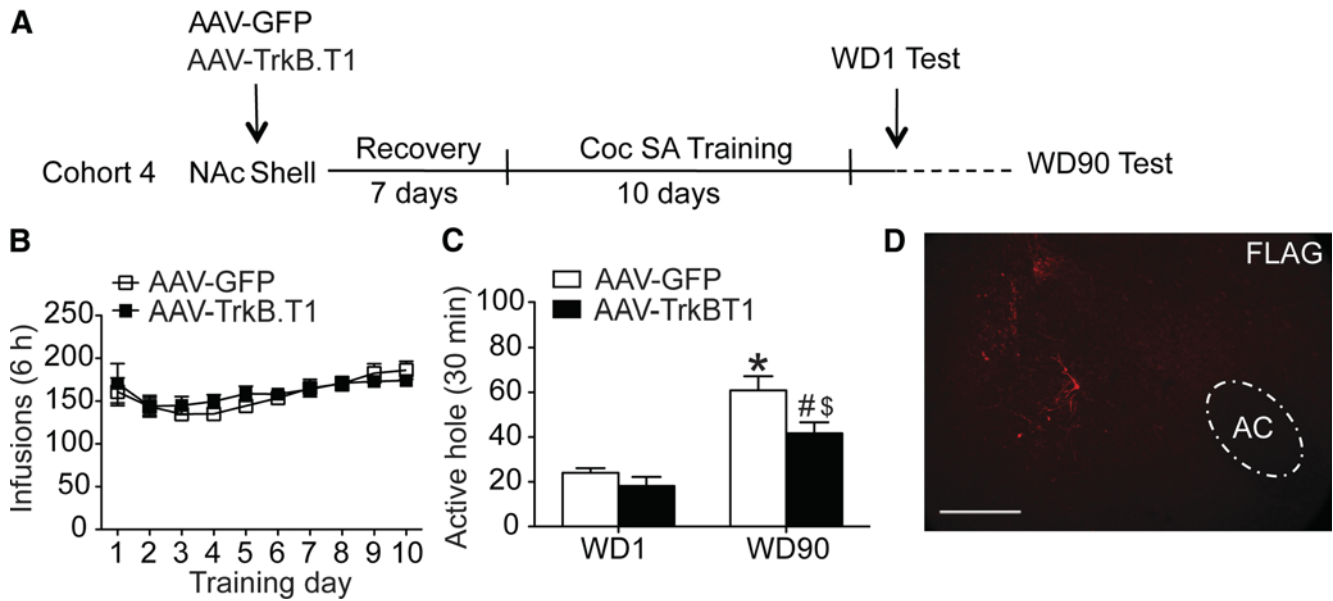 A
AAV-GFP
AAV-TrkB.T1
WD1 Test
Cohort 4 NAc Shell Recovery Coc SA Training WD90 Test
7 days 10 days
B
AAV-GFP
AAV-TrkB.T1
Infusions (6 h)
250
200
150
100
50
0
1 2 3 4 5 6 7 8 9 10
Training day
C
AAV-GFP
AAV-TrkBT1
Active hole (30 min)
100
80
60
40
20
0
*
#$
WD1 WD90
D
FLAG
AC